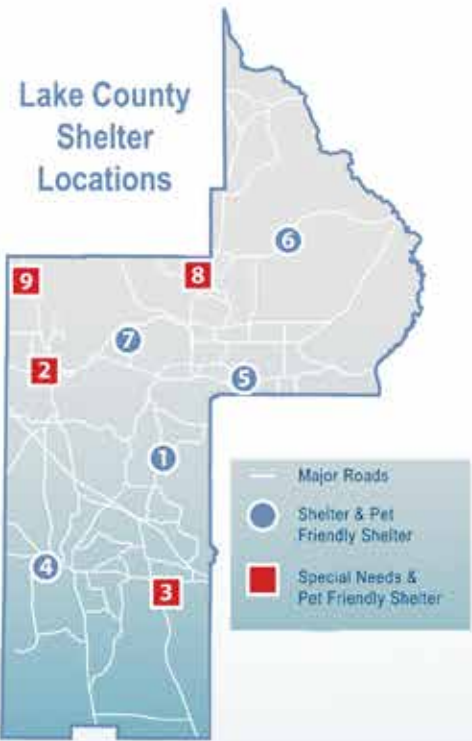 Lake County
Shelter
Locations
6
9
8
7
2
5
1
4
3
Major Roads
Shelter & Pet
Friendly Shelter
Special Needs &
Pet Friendly Shelter